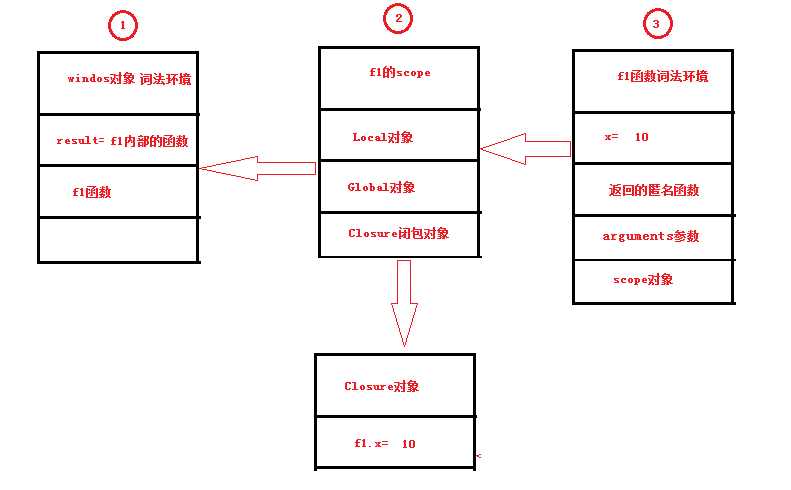 1
windos对象 词法环境
result= f1内部的函数
f1函数
2
f1的scope
Local对象
Global对象
Closure闭包对象
3
f1函数词法环境
x= 10
返回的匿名函数
arguments参数
scope对象
Closure对象
f1.x= 10
<